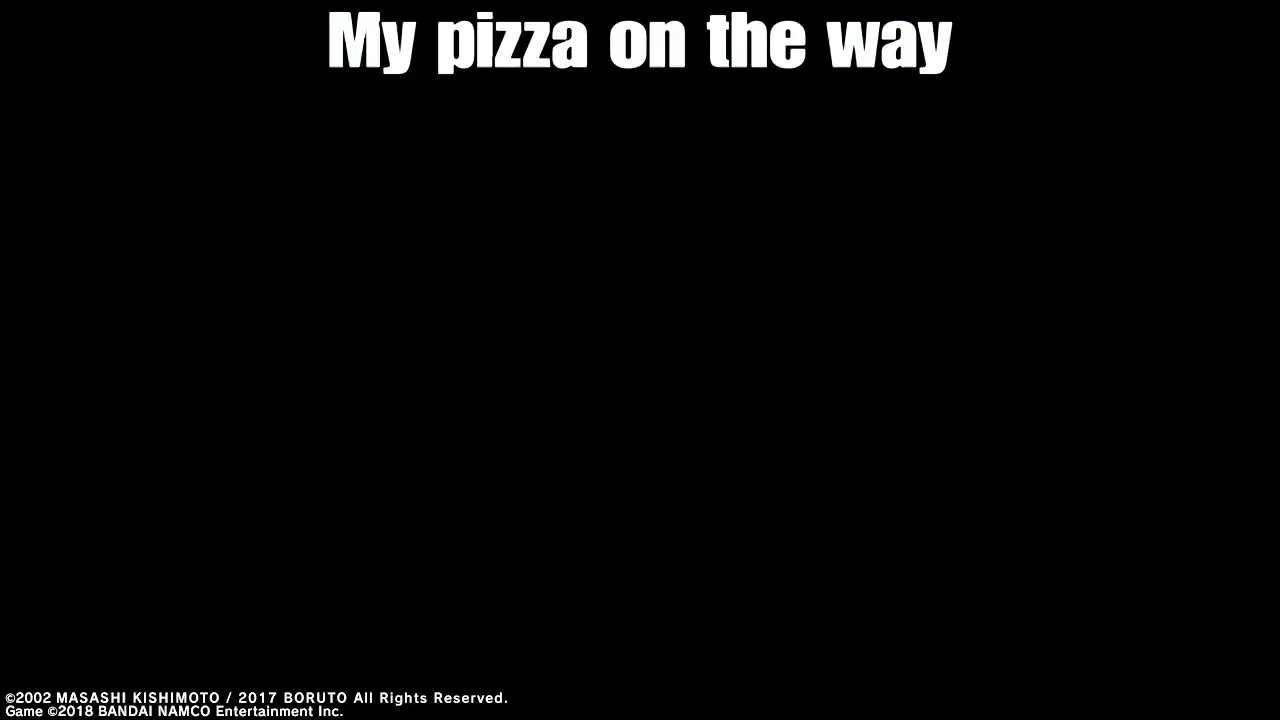 My pizza on the way
©2002 MASASHI KISHIMOTO / 2017 BORUTO All Rights Reserved.
Game ©2018 BANDAI NAMCO Entertainment Inc.